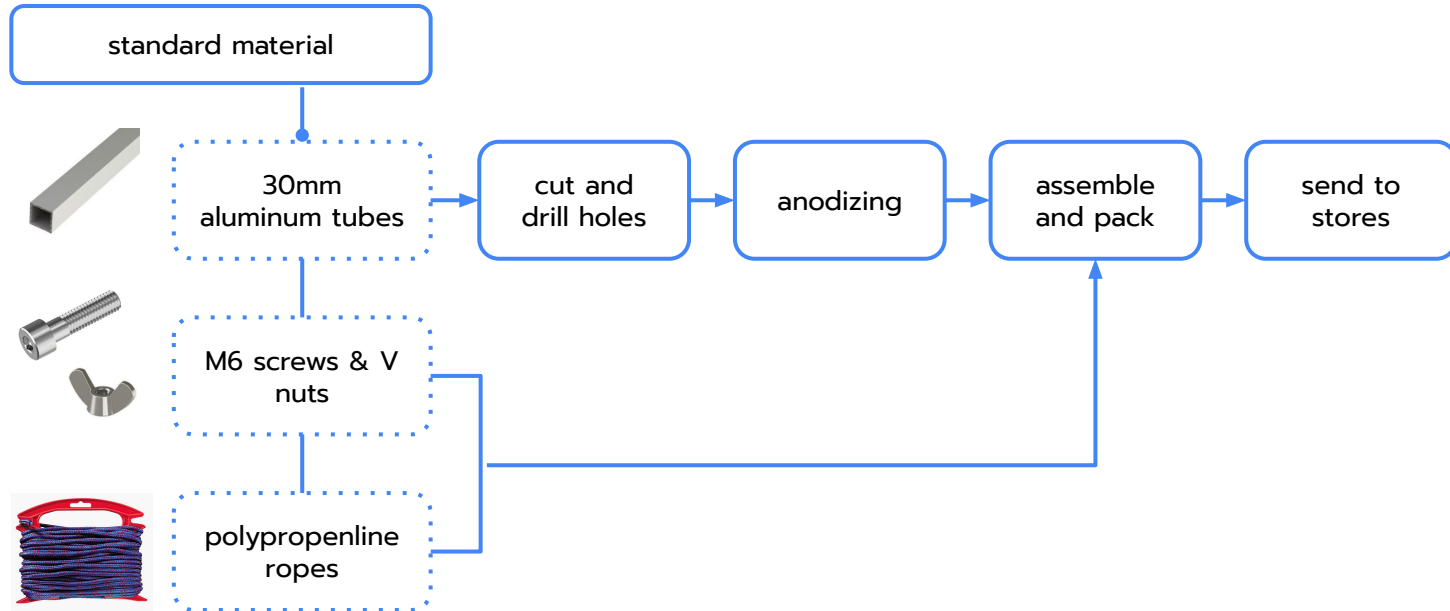 standard material
30mm
aluminum tubes
cut and
drill holes
anodizing
assemble
and pack
send to
stores
M6 screws & V
nuts
polypropenline
ropes